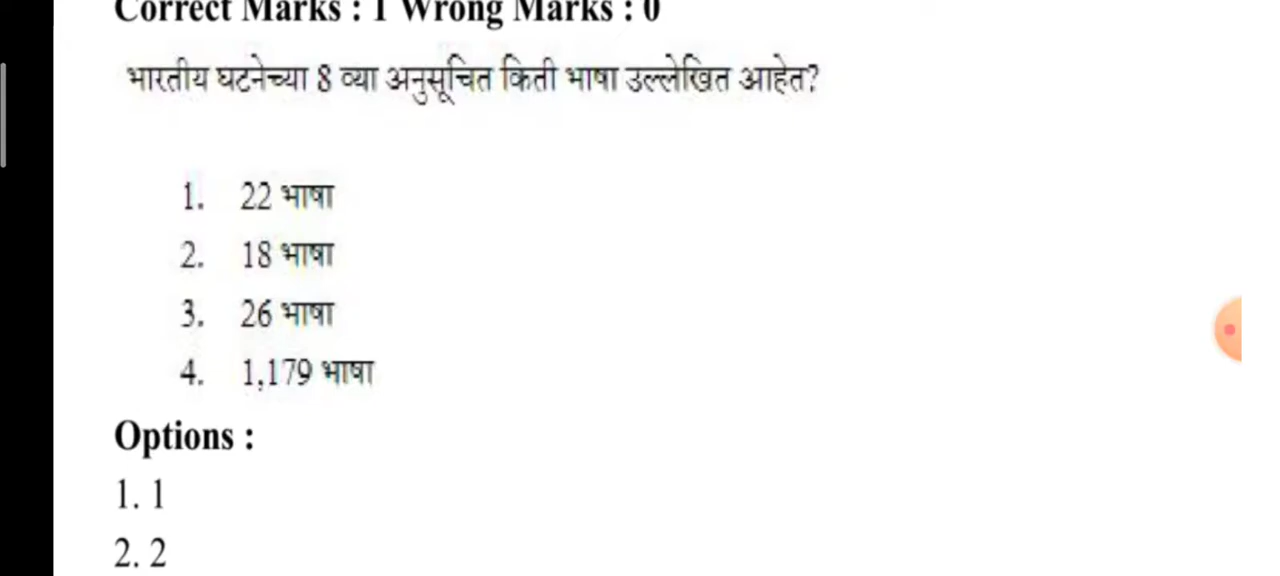 Correct Marks : 1 Wrong Marks : 0
भारतीय घटनेच्या 8 व्या अनुसूचित किती भाषा उल्लेखित आहेत?
1. 22 भाषा
2. 18 भाषा
3. 26 भाषा
4. 1,179 भाषा
Options :
1. 1
2. 2